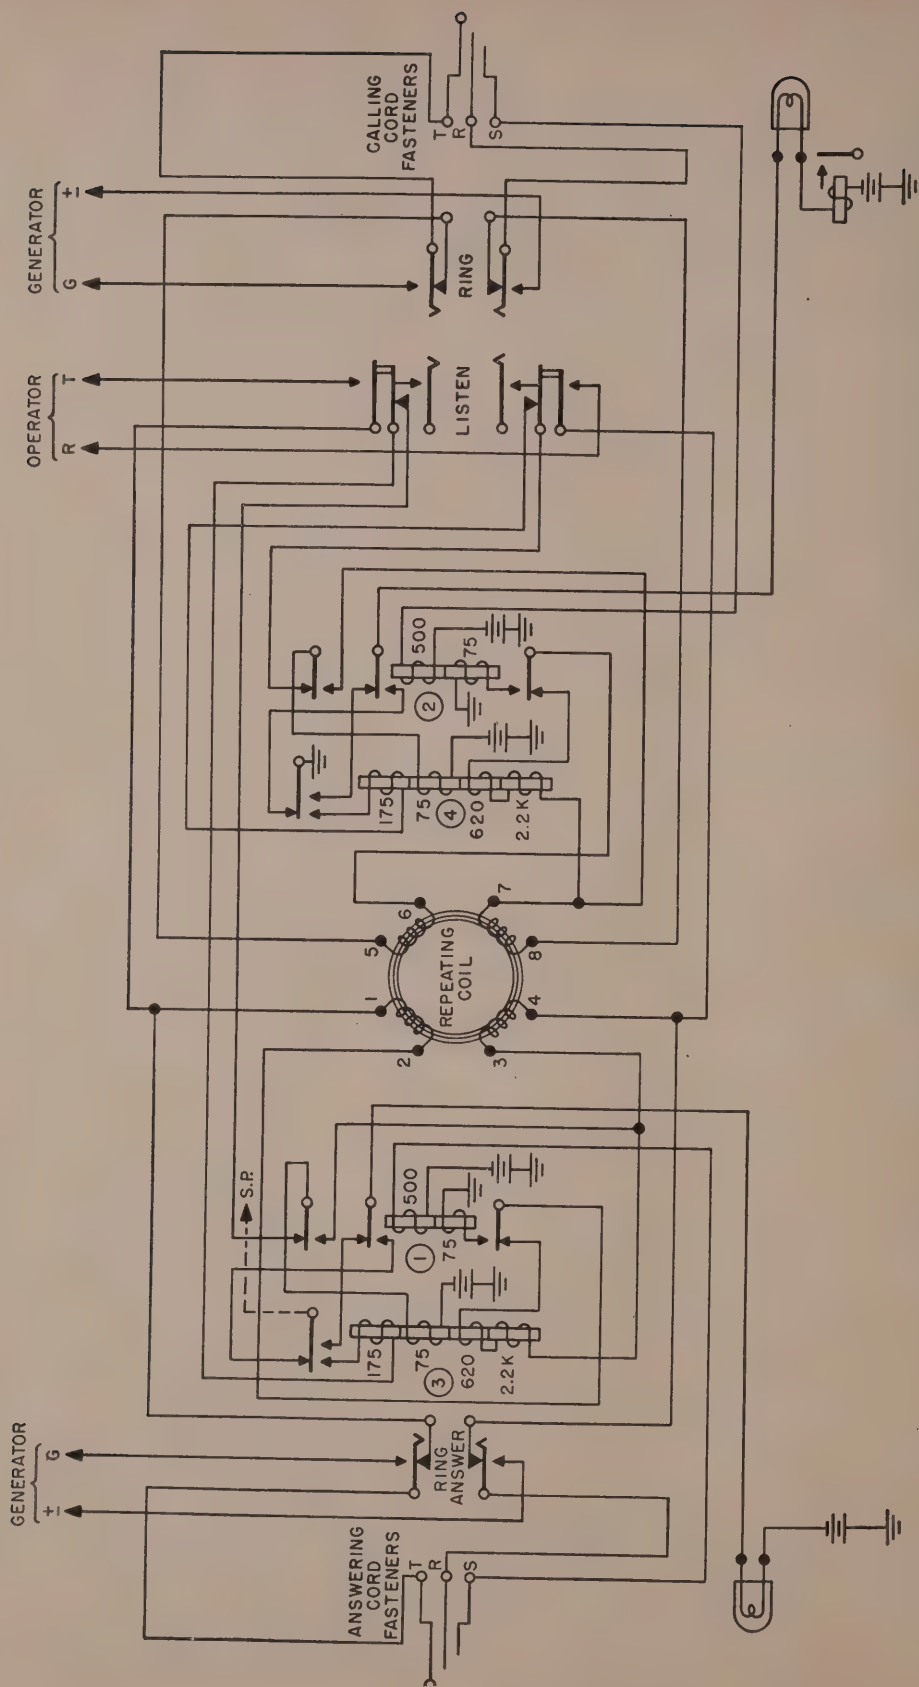 GENERATOR
+
–
G
OPERATOR
T
R
CALLING
CORD
FASTENERS
T
R
S
RING
LISTEN
500
75
2
175
75
4
620
2.2K
REPEATING
COIL
5
6
7
8
1
2
3
4
S.P.
500
1
75
175
75
3
620
2.2K
GENERATOR
G
±
RING
ANSWER
ANSWERING
CORD
FASTENERS
T
R
S